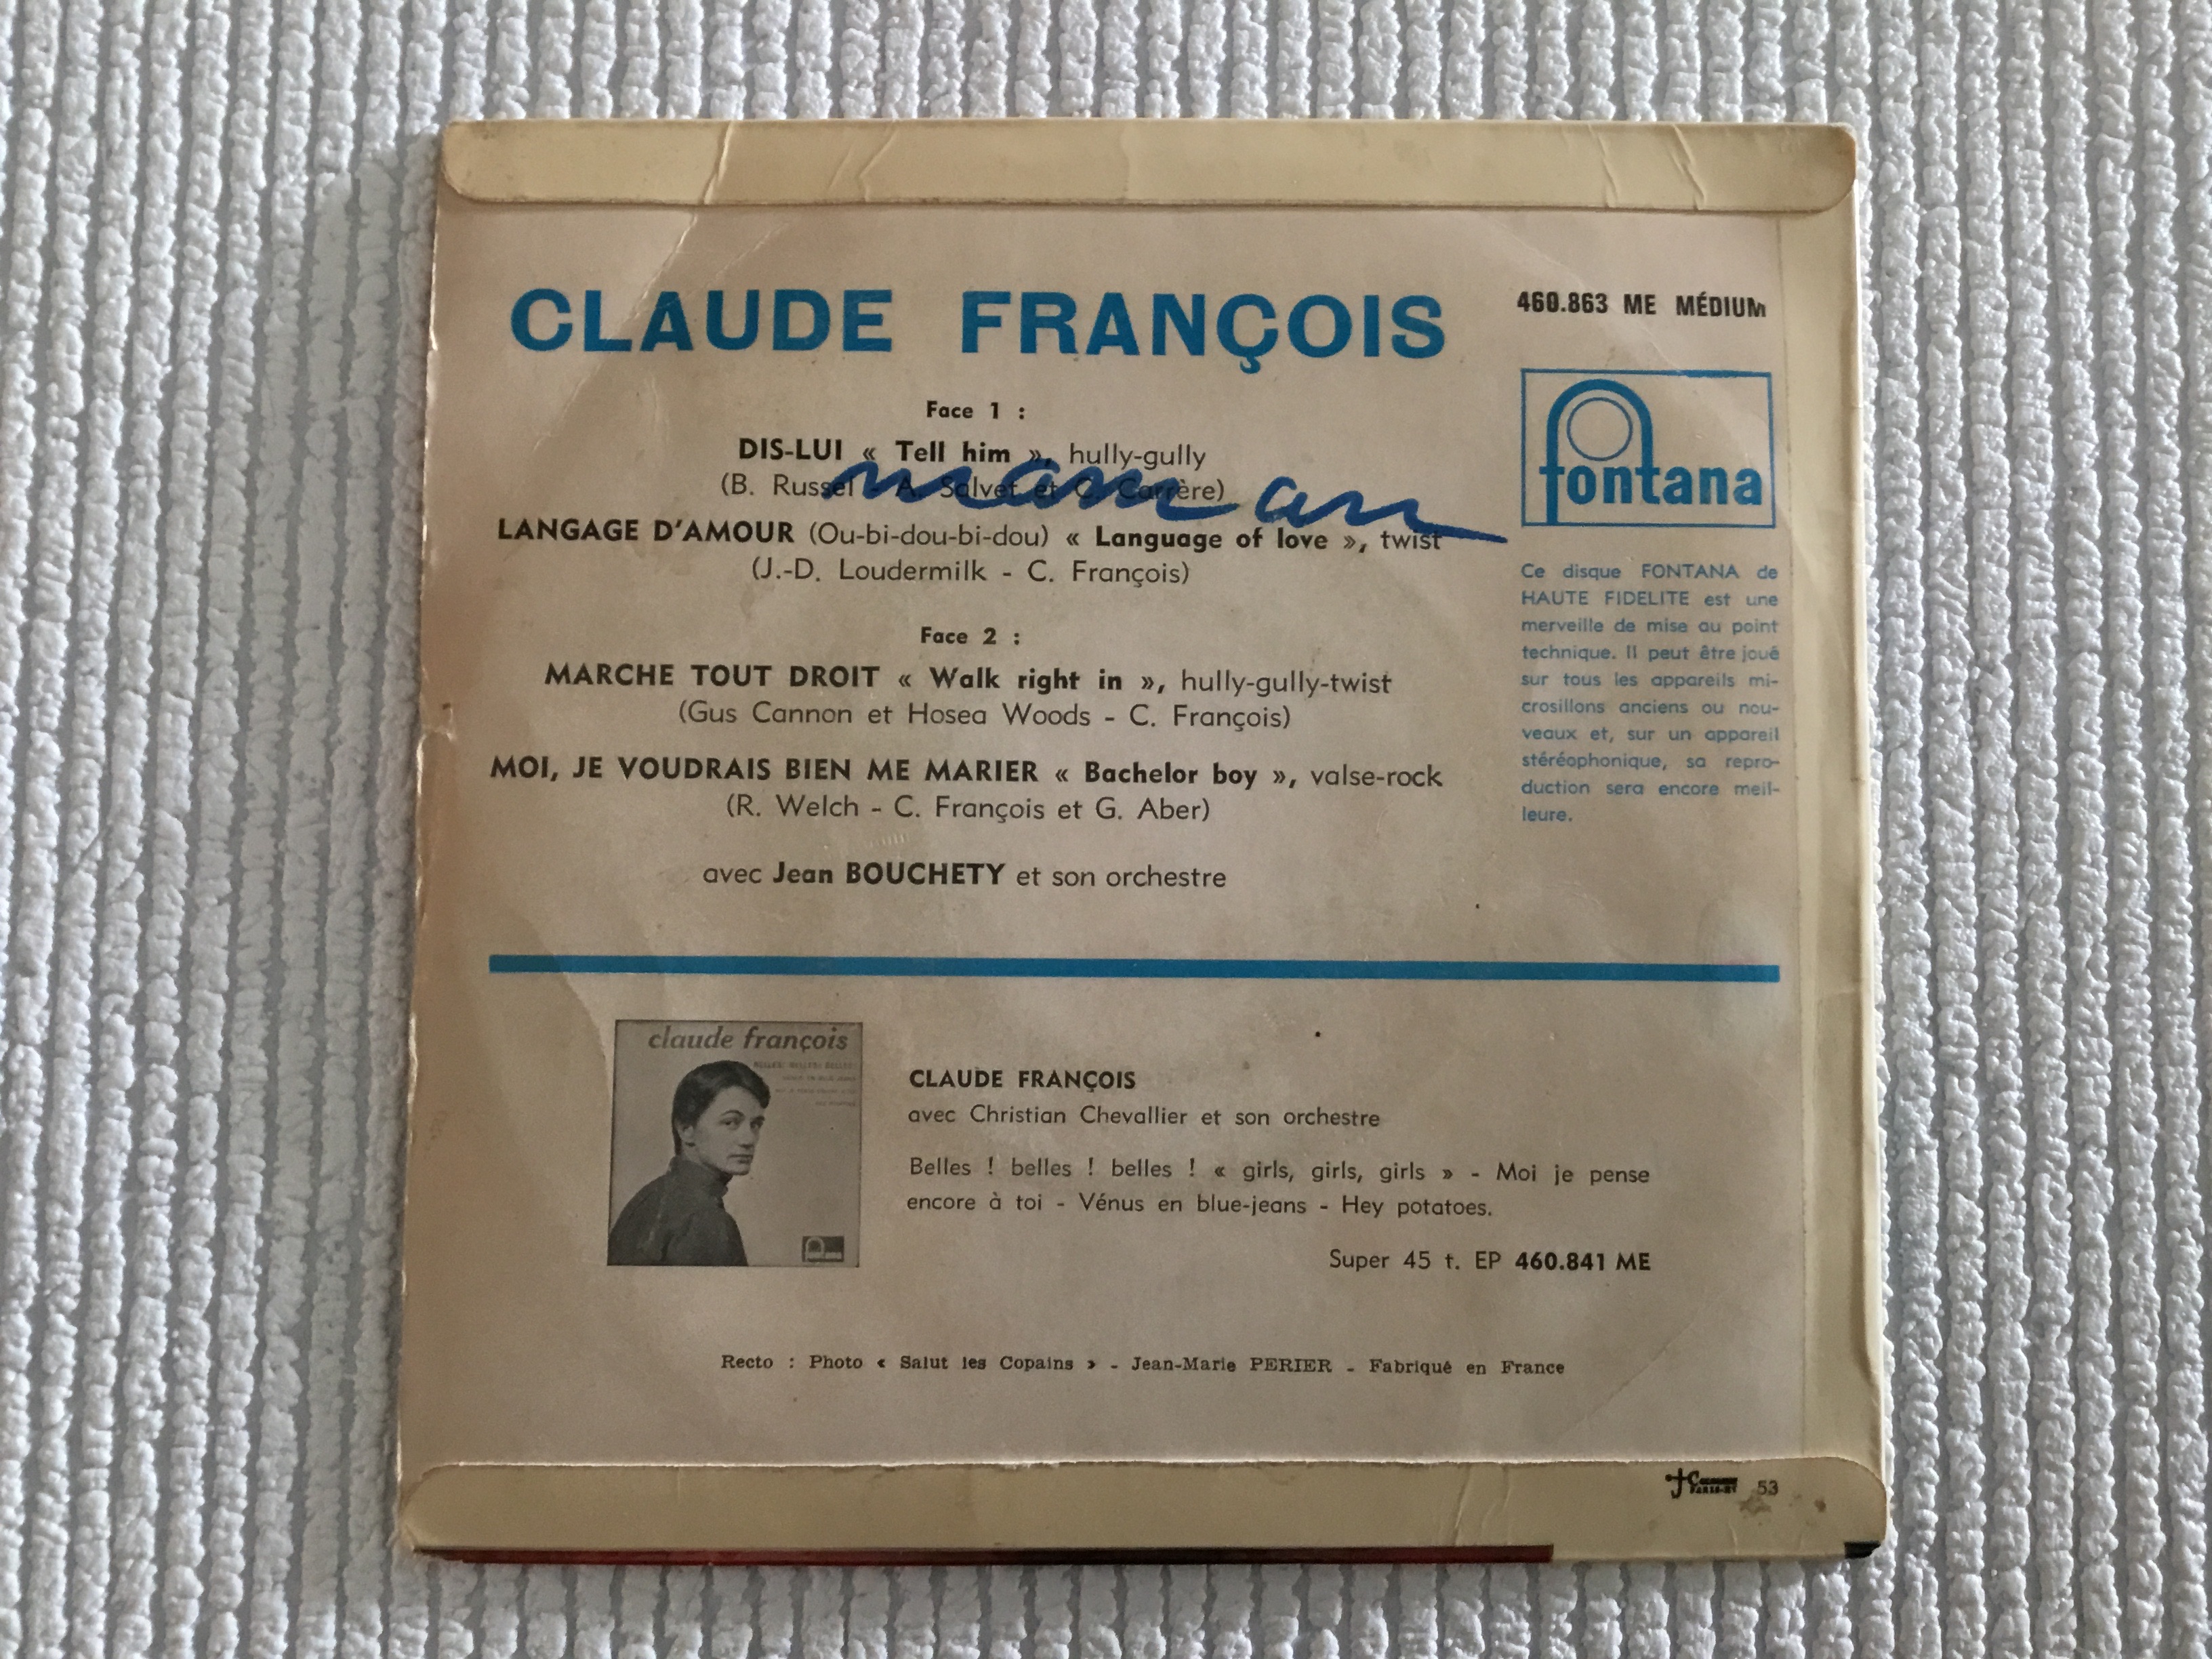 CLAUDE FRANÇOIS
460.863 ME MÉDIUM
Face 1 :
DIS-LUI « Tell him », hully-gully
(B. Russel - A. Salvet et C. Carrère)
maman
LANGAGE D'AMOUR (Ou-bi-dou-bi-dou) « Language of love », twist
(J.-D. Loudermilk - C. François)
Face 2 :
MARCHE TOUT DROIT « Walk right in », hully-gully-twist
(Gus Cannon et Hosea Woods - C. François)
MOI, JE VOUDRAIS BIEN ME MARIER « Bachelor boy », valse-rock
(R. Welch - C. François et G. Aber)
avec Jean BOUCHETY et son orchestre
fontana
Ce disque FONTANA de
HAUTE FIDELITE est une
merveille de mise au point
technique. Il peut être joué
sur tous les appareils mi-
crosillons anciens ou nou-
veaux et, sur un appareil
stéréophonique, sa repro-
duction sera encore meil-
leure.
claude françois
fontana
CLAUDE FRANÇOIS
avec Christian Chevallier et son orchestre
Belles ! belles ! belles ! « girls, girls, girls » - Moi je pense
encore à toi - Vénus en blue-jeans - Hey potatoes.
Super 45 t. EP 460.841 ME
Recto : Photo « Salut les Copains » - Jean-Marie PERIER - Fabriqué en France
53